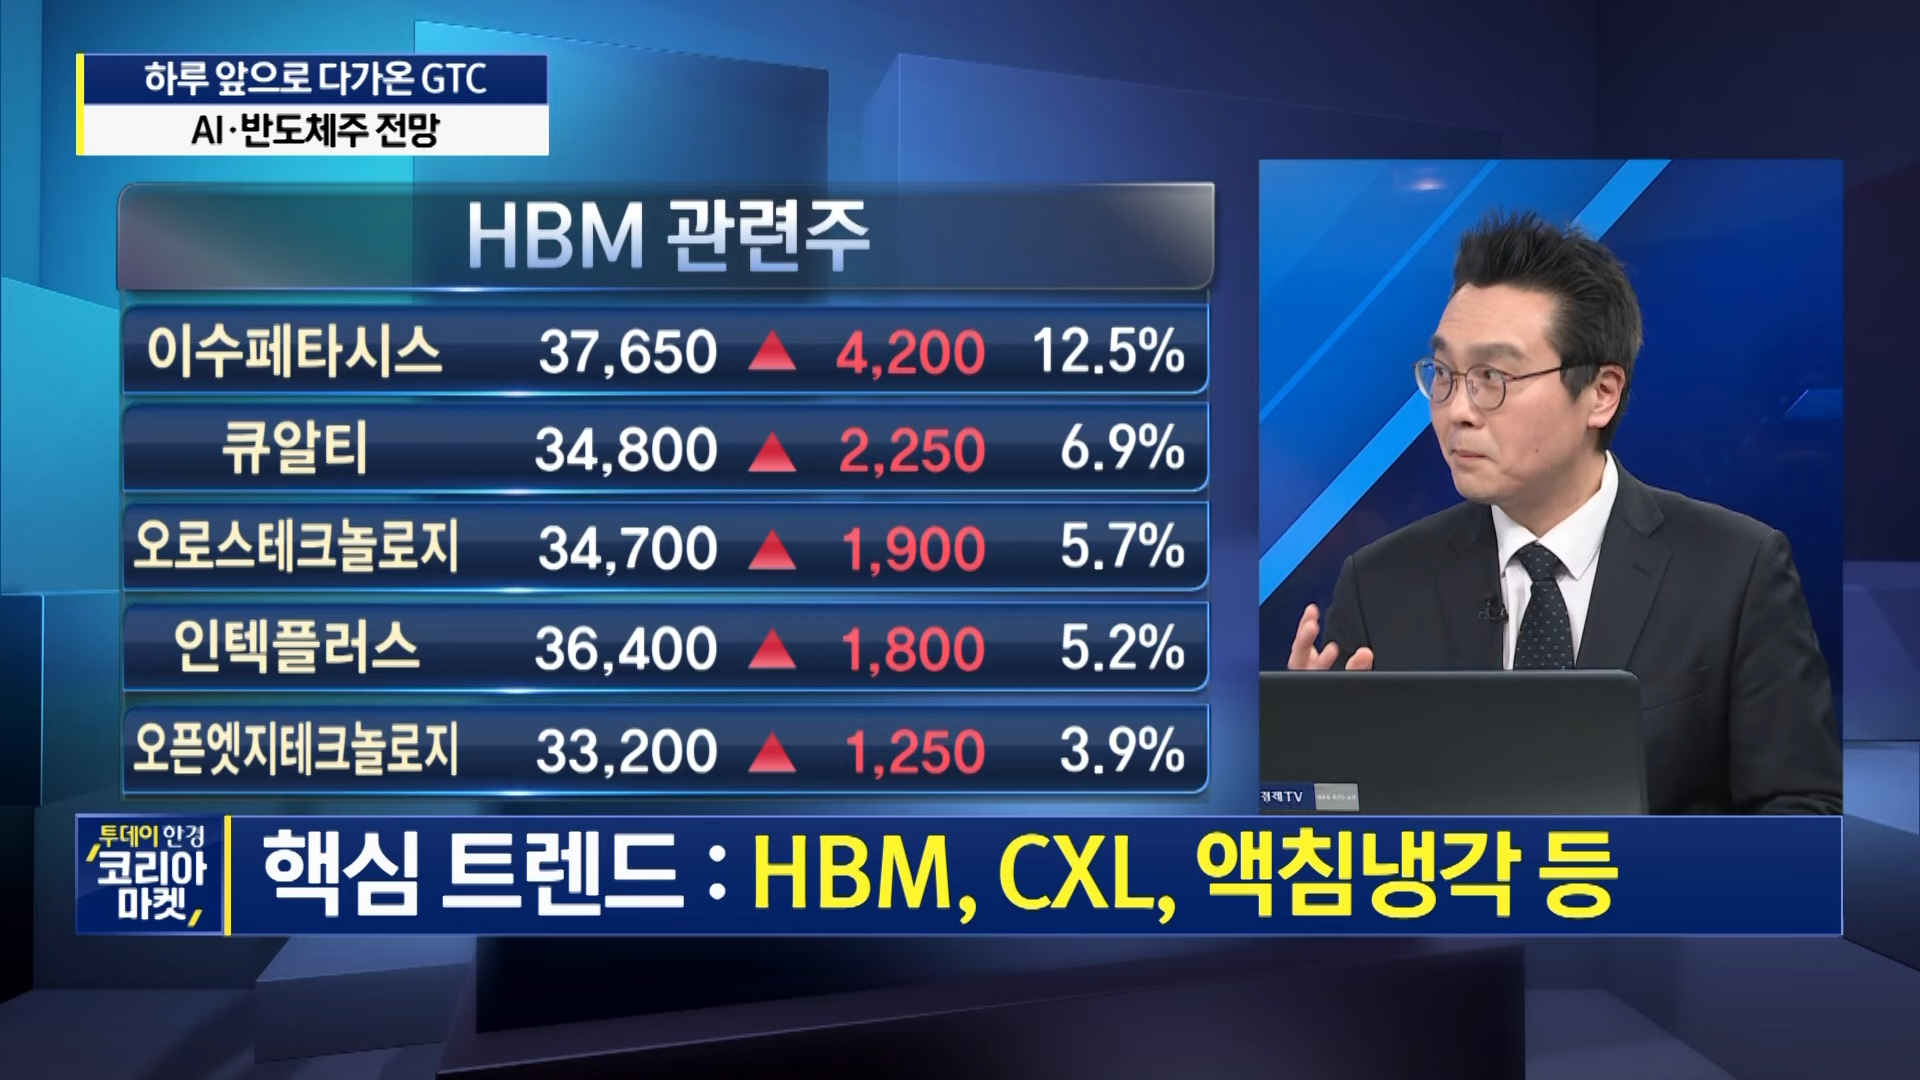 하루 앞으로 다가온 GTC
AI·반도체주 전망
HBM 관련주
이수페타시스 37,650 ▲ 4,200 12.5%
큐알티 34,800 ▲ 2,250 6.9%
오로스테크놀로지 34,700 ▲ 1,900 5.7%
인텍플러스 36,400 ▲ 1,800 5.2%
오픈엣지테크놀로지 33,200 ▲ 1,250 3.9%
경제TV
투데이 한경
코리아
마켓
핵심 트렌드 : HBM, CXL, 액침냉각 등